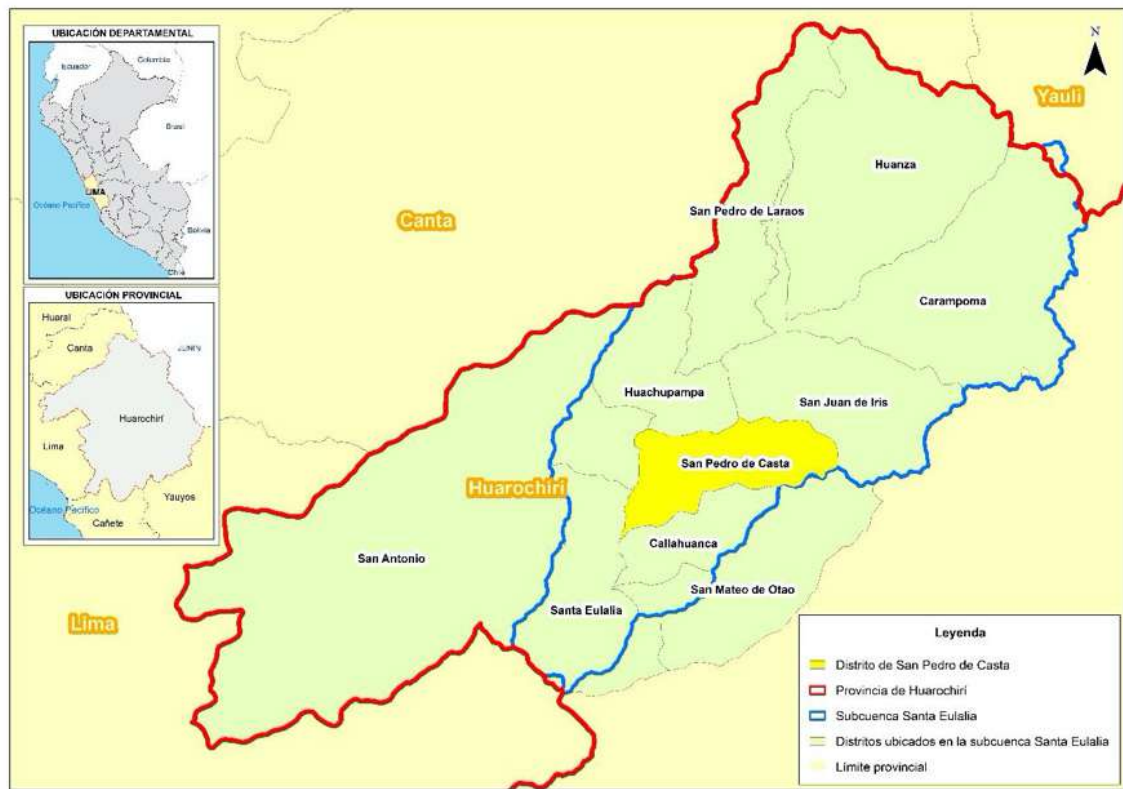 UBICACIÓN DEPARTAMENTAL
Ecuador
Colombia
Brasil
LIMA
Océano Pacífico
Bolivia
Chile
UBICACIÓN PROVINCIAL
Huaral
Canta
JUNIN
Huarochirí
Lima
Yauyos
Océano Pacífico
Cañete
N
Yauli
Huanza
San Pedro de Laraos
Canta
Carampoma
Huachupampa
San Juan de Iris
San Pedro de Casta
Huarochirí
Callahuanca
San Antonio
San Mateo de Otao
Santa Eulalia
Lima
Leyenda
Distrito de San Pedro de Casta
Provincia de Huarochirí
Subcuenca Santa Eulalia
Distritos ubicados en la subcuenca Santa Eulalia
Límite provincial